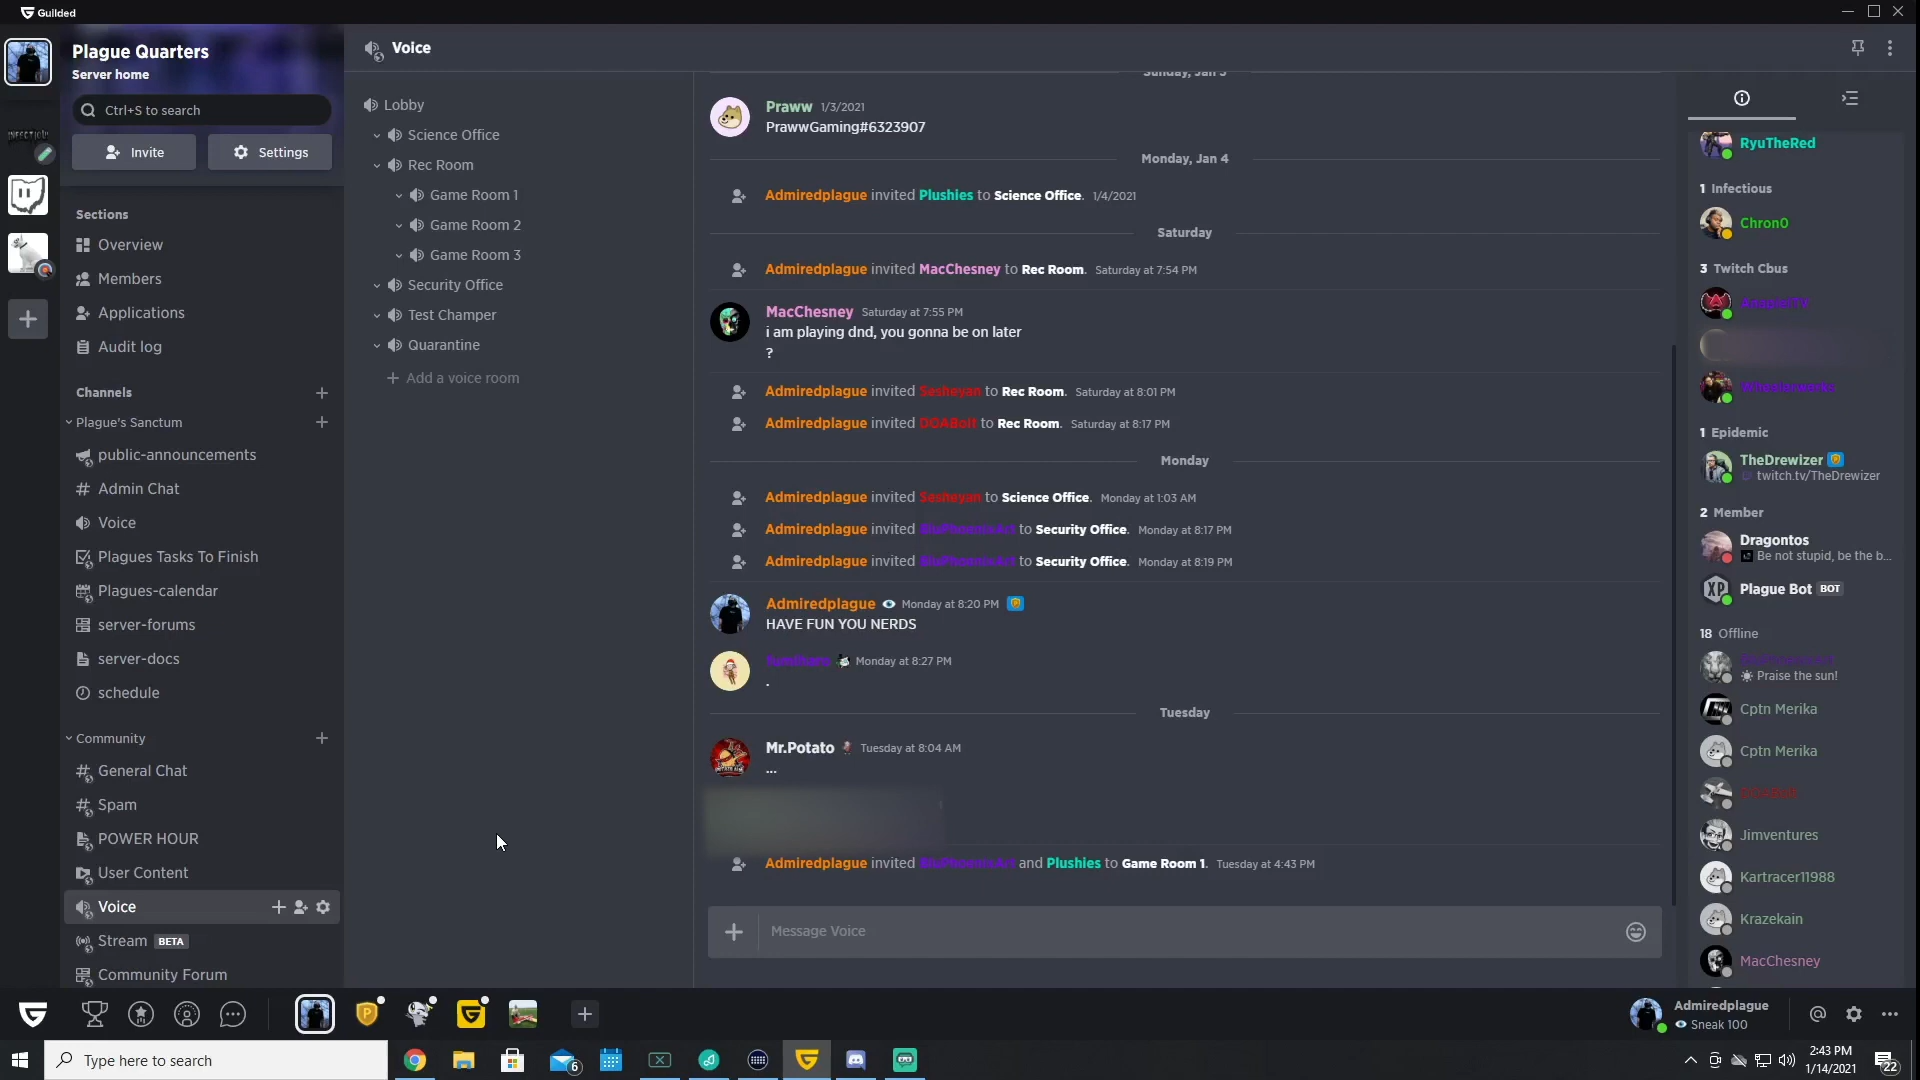 Guilded
Plague Quarters
Server home
Ctrl+S to search
Invite
Settings
Sections
Overview
Members
Applications
Audit log
Channels
Plague's Sanctum
public-announcements
Admin Chat
Voice
Plagues Tasks To Finish
Plagues-calendar
server-forums
server-docs
schedule
Community
General Chat
Spam
POWER HOUR
User Content
Voice
Stream BETA
Community Forum
Voice
Lobby
Science Office
Rec Room
Game Room 1
Game Room 2
Game Room 3
Security Office
Test Champer
Quarantine
Add a voice room
Sunday, Jan 3
Praww 1/3/2021
PrawwGaming#6323907
Monday, Jan 4
Admiredplague invited Plushies to Science Office. 1/4/2021
Saturday
Admiredplague invited MacChesney to Rec Room. Saturday at 7:54 PM
MacChesney Saturday at 7:55 PM
i am playing dnd, you gonna be on later
?
Admiredplague invited Sesheyan to Rec Room. Saturday at 8:01 PM
Admiredplague invited DOABolt to Rec Room. Saturday at 8:17 PM
Monday
Admiredplague invited Sesheyan to Science Office. Monday at 1:03 AM
Admiredplague invited to Security Office. Monday at 8:17 PM
Admiredplague invited to Security Office. Monday at 8:19 PM
Admiredplague Monday at 8:20 PM
HAVE FUN YOU NERDS
Monday at 8:27 PM
.
Tuesday
Mr.Potato Tuesday at 8:04 AM
...
Admiredplague invited and Plushies to Game Room 1. Tuesday at 4:43 PM
Message Voice
RyuTheRed
1 Infectious
Chron0
3 Twitch Cbus
1 Epidemic
TheDrewizer
twitch.tv/TheDrewizer
2 Member
Dragontos
Be not stupid, be the b...
Plague Bot BOT
18 Offline
Praise the sun!
Cptn Merika
Cptn Merika
DOABolt
Jimventures
Kartracer11988
Krazekain
MacChesney
Admiredplague
Sneak 100
Type here to search
6
2:43 PM
1/14/2021
22